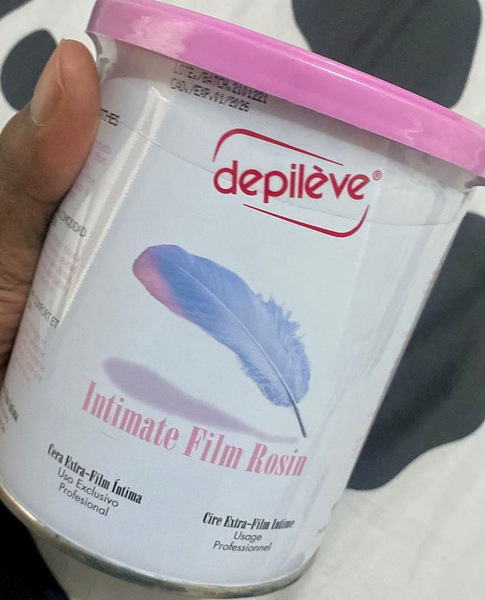 LOTE./BATCH.2101221
CAD./EXP.01/2026
depilève®
Intimate Film Rosin
Cera Extra-Film Íntima
Uso Exclusivo
Profesional
Cire Extra-Film Intime
Usage
Professionnel